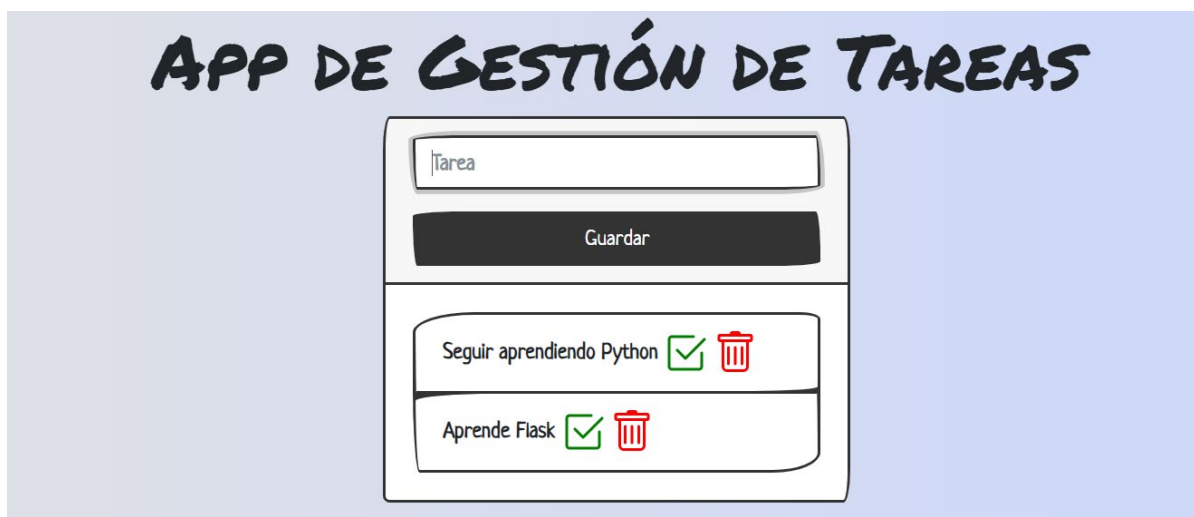 App de Gestión de Tareas
Tarea
Guardar
Seguir aprendiendo Python
Aprende Flask